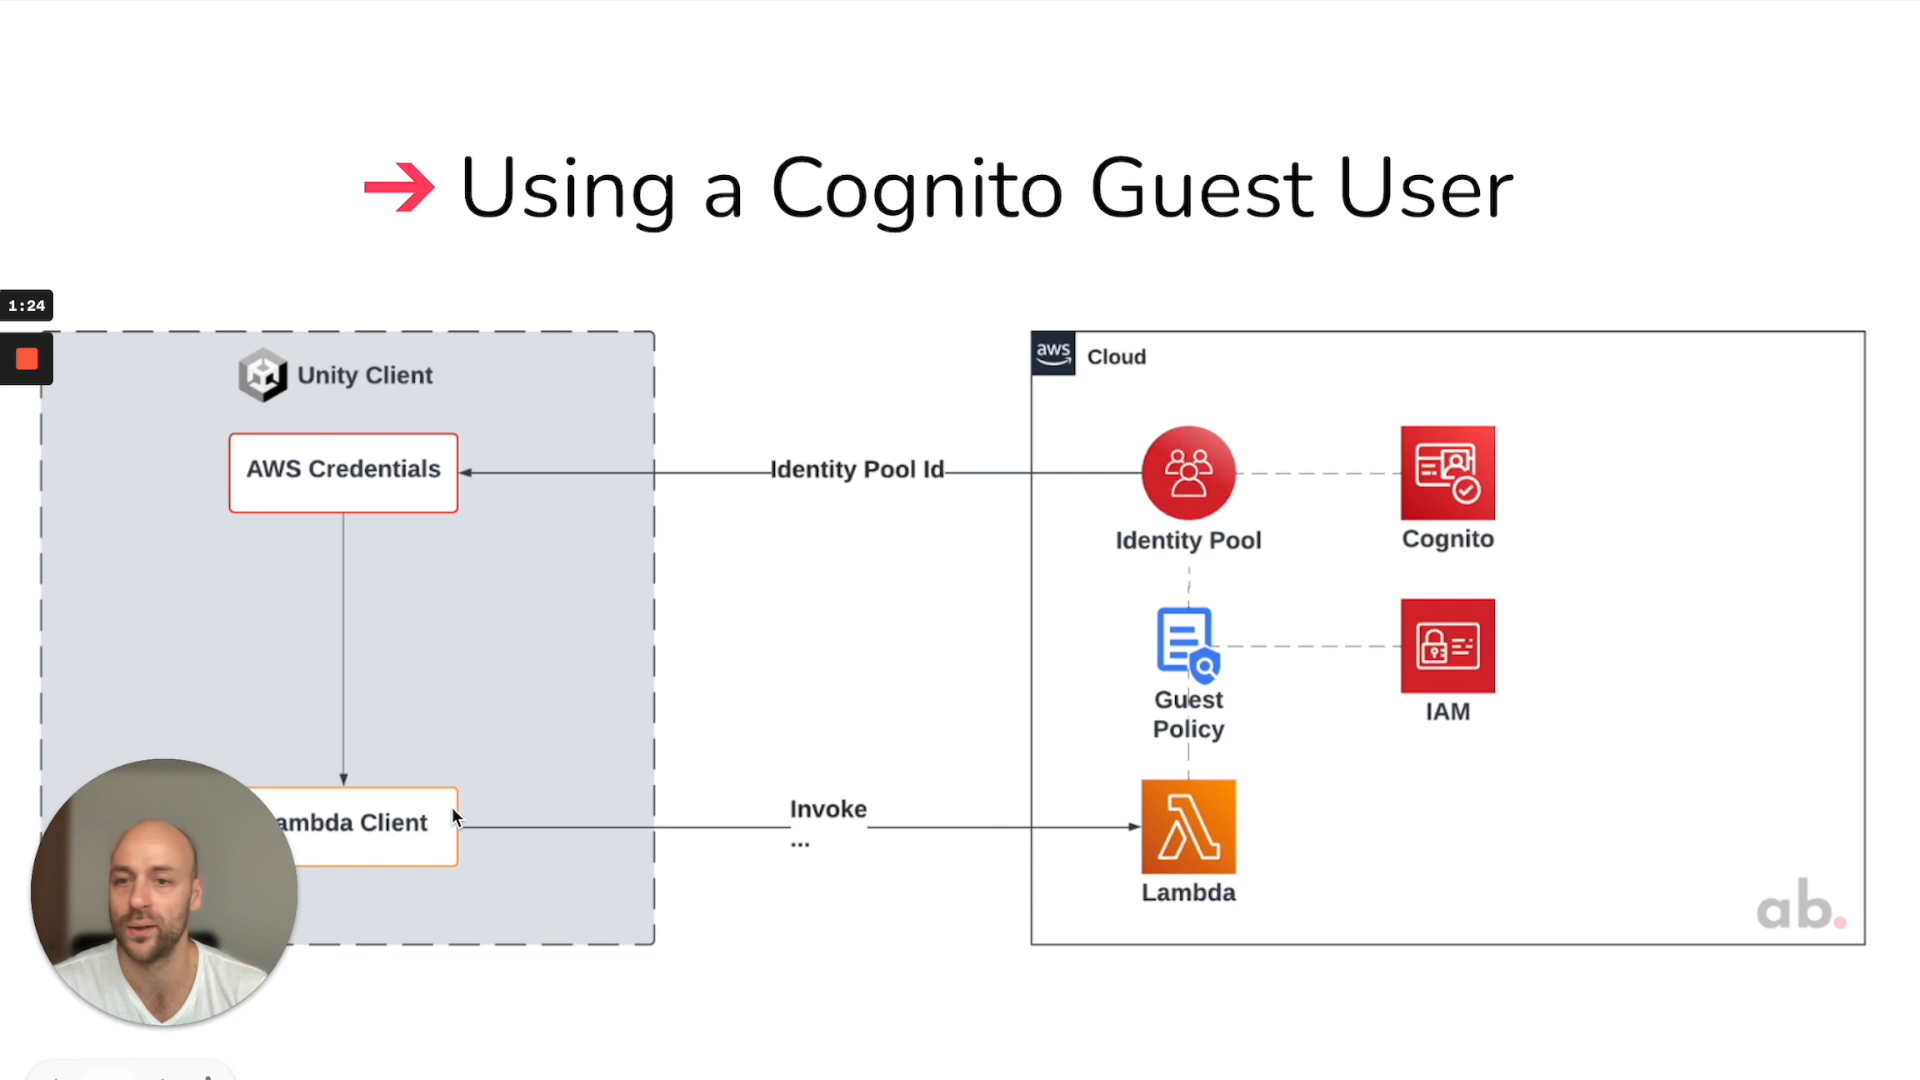 Using a Cognito Guest User
1:24
Unity Client
aws
Cloud
AWS Credentials
Identity Pool Id
Identity Pool
Cognito
Guest
Policy
IAM
ambda Client
Invoke
...
Lambda
ab.